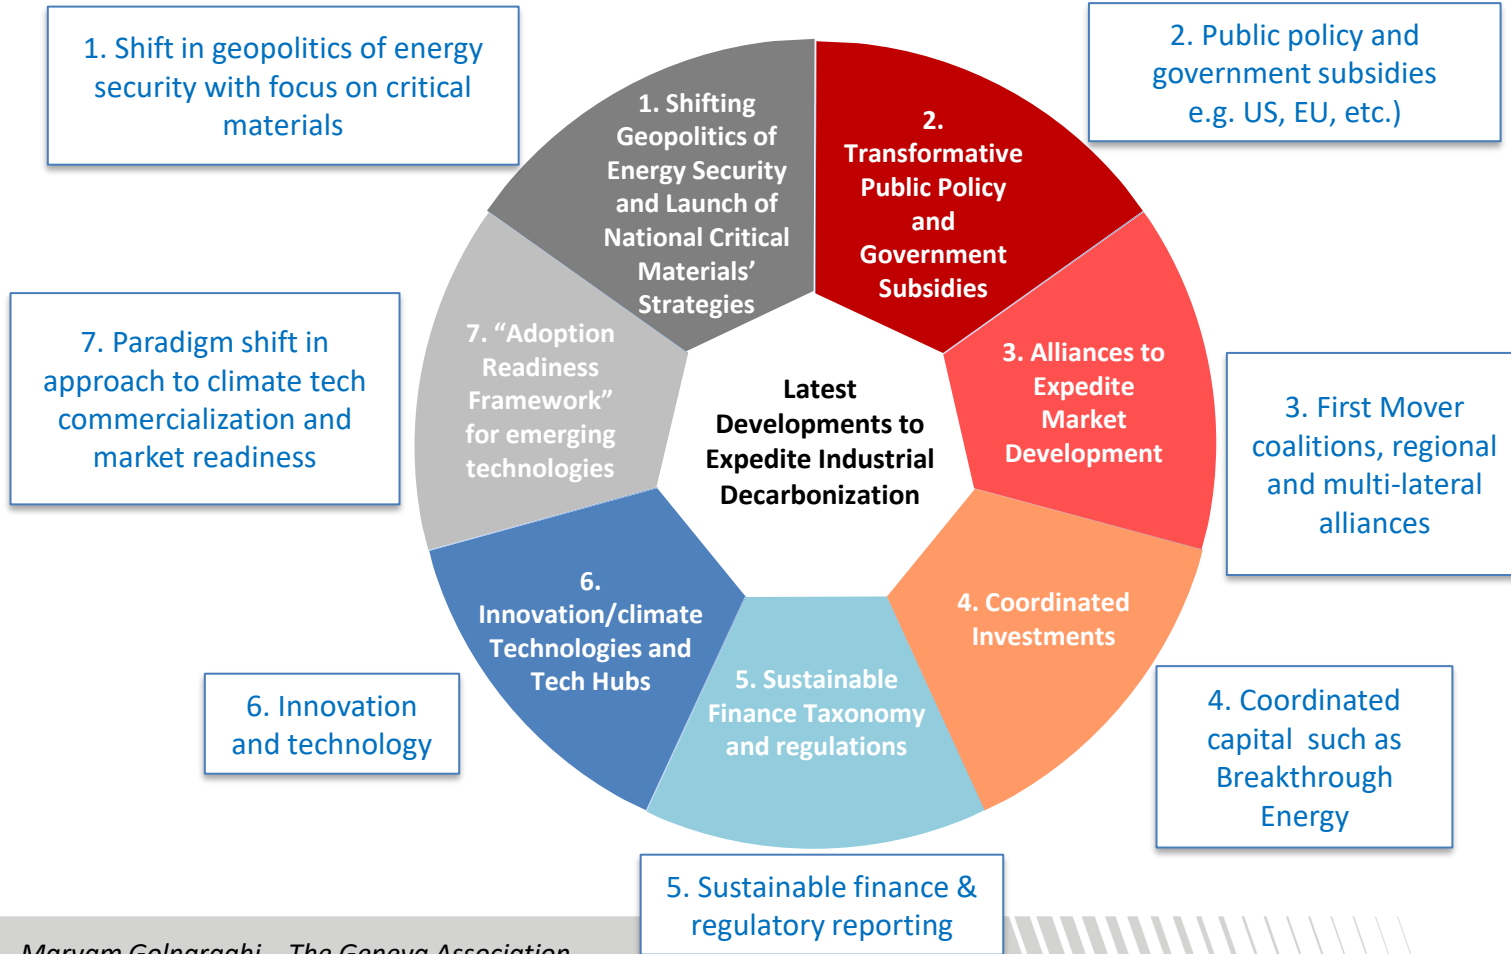 1. Shift in geopolitics of energy
security with focus on critical
materials
2. Public policy and
government subsidies
e.g. US, EU, etc.)
1. Shifting
Geopolitics of
Energy Security
and Launch of
National Critical
Materials’
Strategies
2.
Transformative
Public Policy
and
Government
Subsidies
7. Paradigm shift in
approach to climate tech
commercialization and
market readiness
7. “Adoption
Readiness
Framework”
for emerging
technologies
Latest
Developments to
Expedite Industrial
Decarbonization
3. Alliances to
Expedite
Market
Development
3. First Mover
coalitions, regional
and multi-lateral
alliances
6.
Innovation/climate
Technologies and
Tech Hubs
4. Coordinated
Investments
5. Sustainable
Finance Taxonomy
and regulations
6. Innovation
and technology
4. Coordinated
capital such as
Breakthrough
Energy
5. Sustainable finance &
regulatory reporting
Maryam Golnaraghi – The Geneva Association